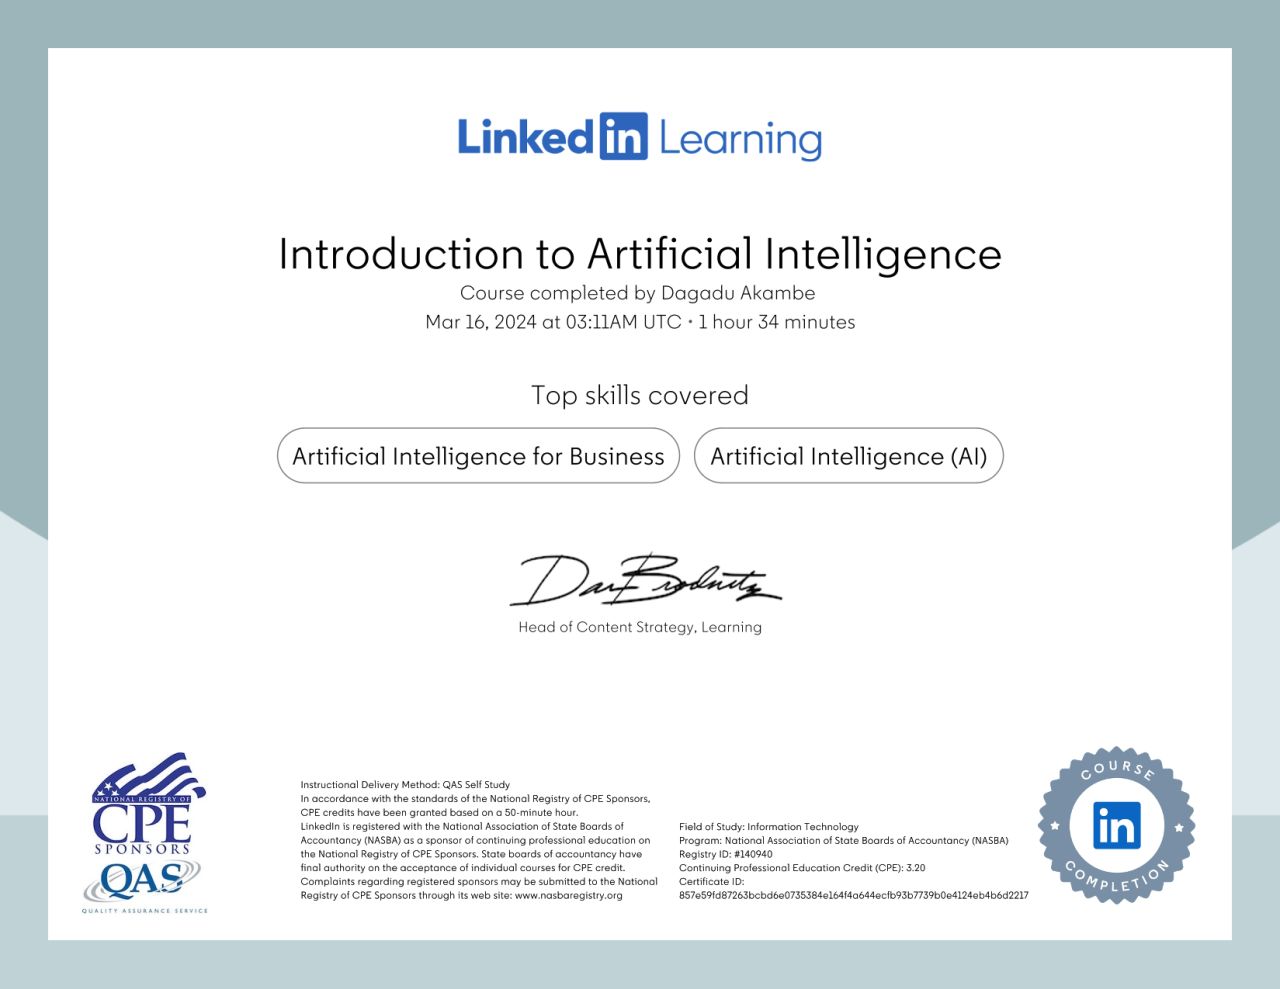 Linked in Learning
Introduction to Artificial Intelligence
Course completed by Dagadu Akambe
Mar 16, 2024 at 03:11AM UTC • 1 hour 34 minutes
Top skills covered
Artificial Intelligence for Business
Artificial Intelligence (AI)
Dan Brodnitz
Head of Content Strategy, Learning
NATIONAL REGISTRY OF
CPE
SPONSORS
QAS
QUALITY ASSURANCE SERVICE
Instructional Delivery Method: QAS Self Study
In accordance with the standards of the National Registry of CPE Sponsors,
CPE credits have been granted based on a 50-minute hour.
LinkedIn is registered with the National Association of State Boards of
Accountancy (NASBA) as a sponsor of continuing professional education on
the National Registry of CPE Sponsors. State boards of accountancy have
final authority on the acceptance of individual courses for CPE credit.
Complaints regarding registered sponsors may be submitted to the National
Registry of CPE Sponsors through its web site: www.nasbaregistry.org
Field of Study: Information Technology
Program: National Association of State Boards of Accountancy (NASBA)
Registry ID: #140940
Continuing Professional Education Credit (CPE): 3.20
Certificate ID:
857e59fd87263bcbd6e0735384e164f4a644ecfb93b7739b0e4124eb4b6d2217
COURSE
in
COMPLETION